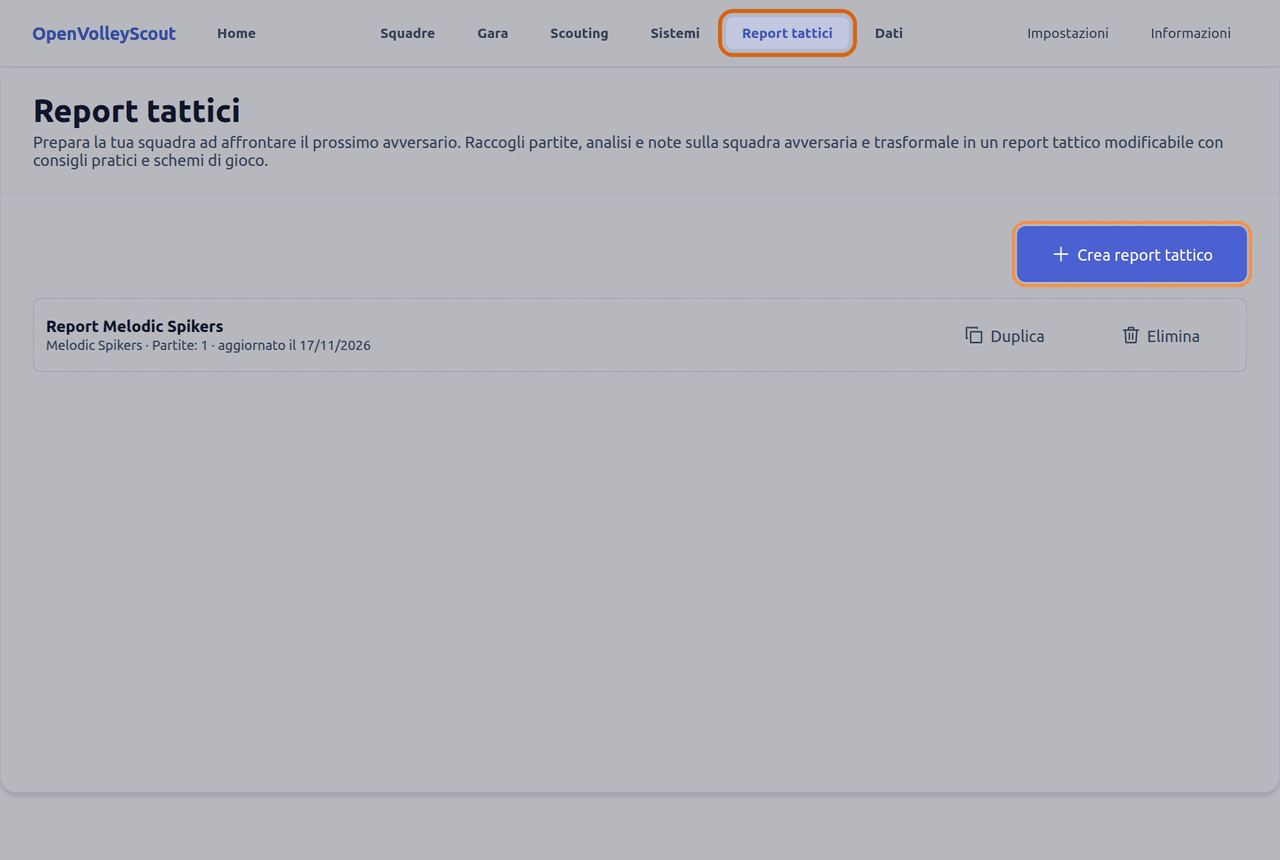 OpenVolleyScout Home Squadre Gara Scouting Sistemi Report tattici Dati Impostazioni Informazioni
Report tattici
Prepara la tua squadra ad affrontare il prossimo avversario. Raccogli partite, analisi e note sulla squadra avversaria e trasformale in un report tattico modificabile con
consigli pratici e schemi di gioco.
+ Crea report tattico
Report Melodic Spikers
Melodic Spikers · Partite: 1 · aggiornato il 17/11/2026
Duplica
Elimina